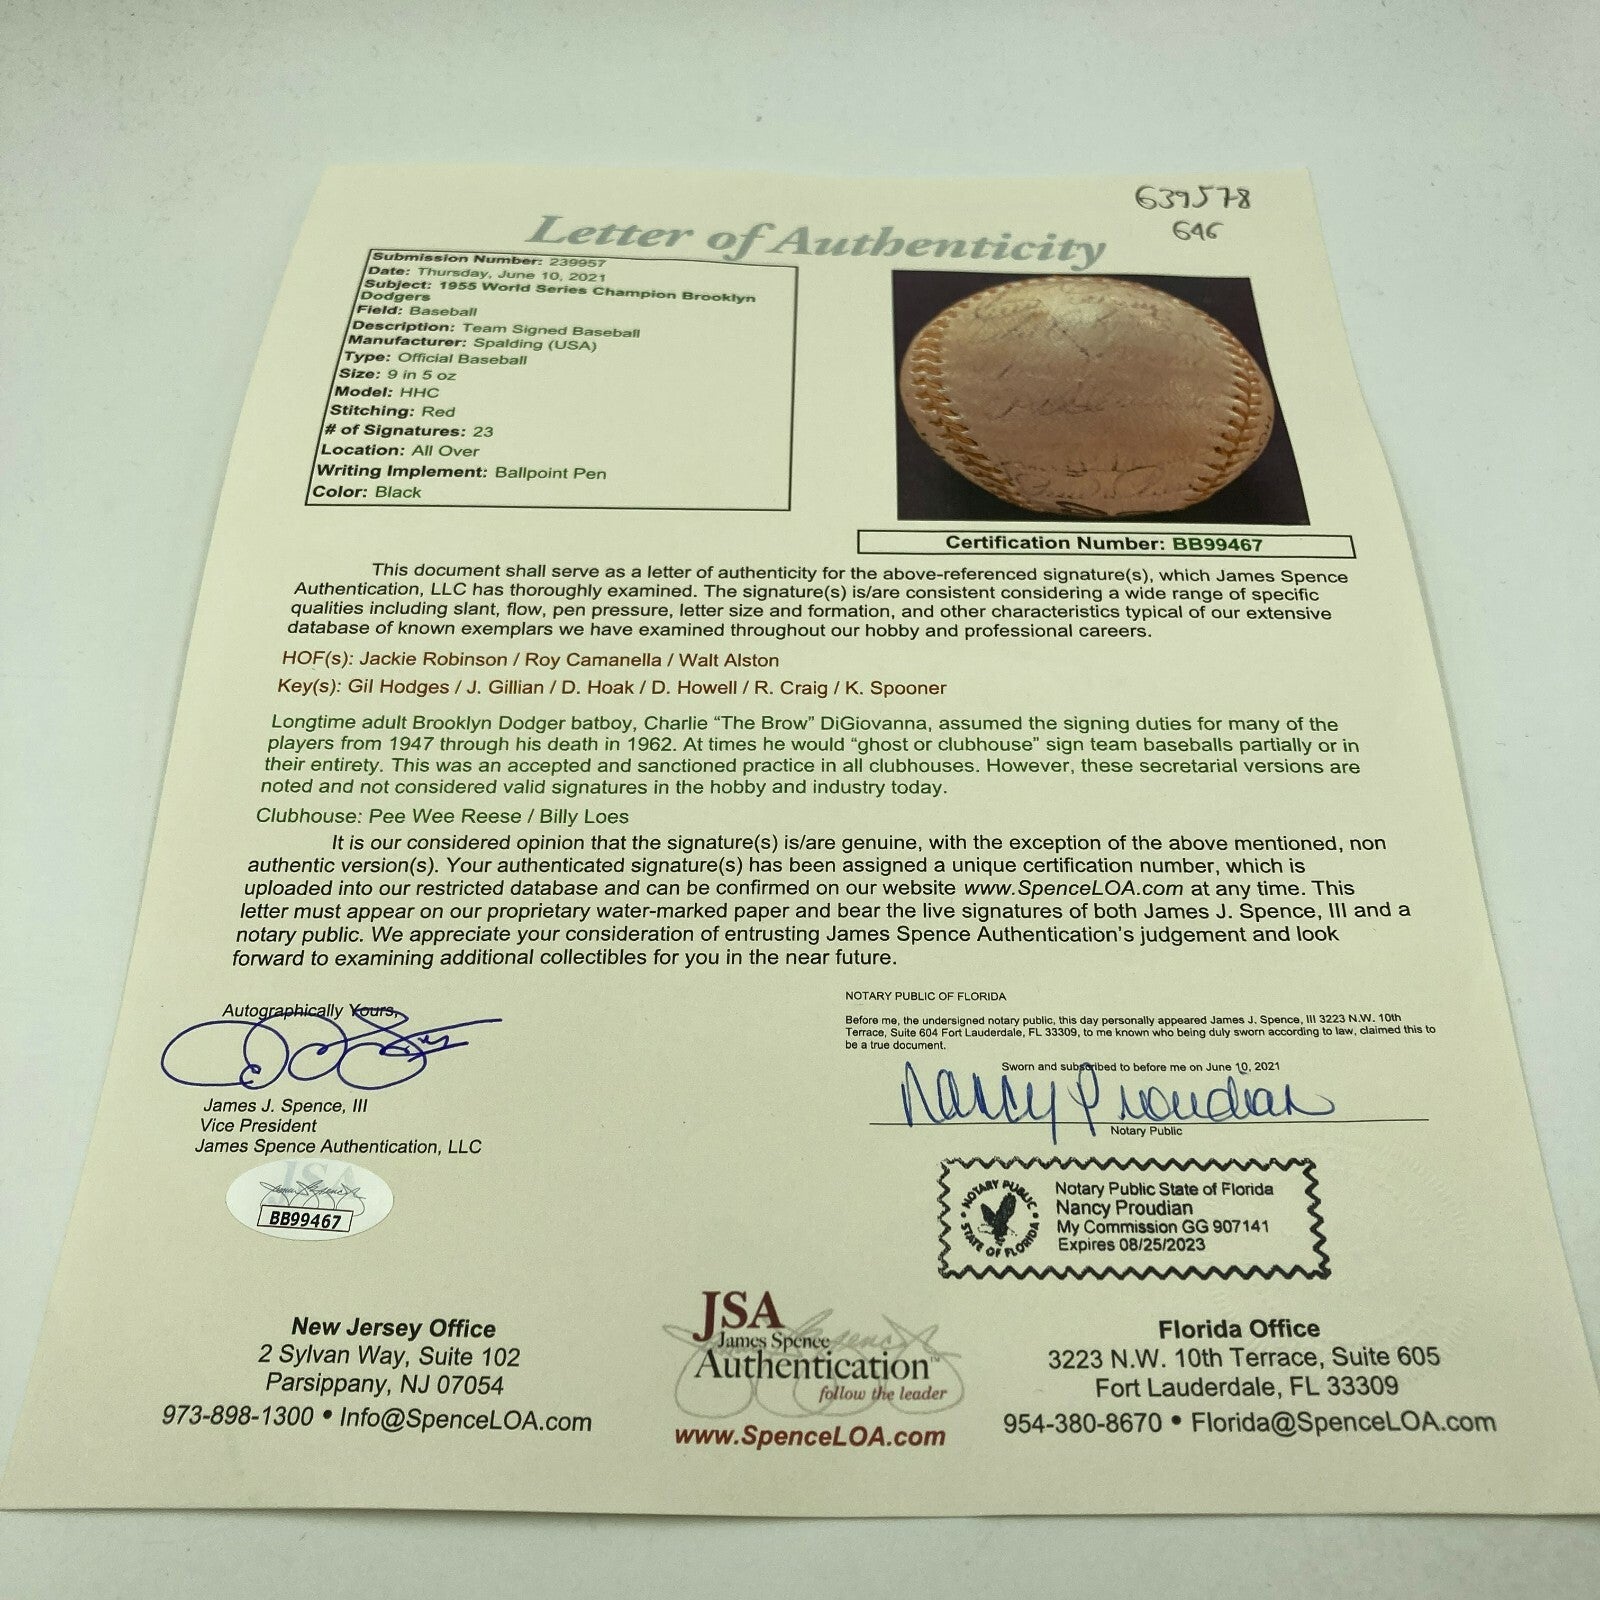 639578
646
Letter of Authenticity
Submission Number: 239957
Date: Thursday, June 10, 2021
Subject: 1955 World Series Champion Brooklyn
Dodgers
Field: Baseball
Description: Team Signed Baseball
Manufacturer: Spalding (USA)
Type: Official Baseball
Size: 9 in 5 oz
Model: HHC
Stitching: Red
# of Signatures: 23
Location: All Over
Writing Implement: Ballpoint Pen
Color: Black
Certification Number: BB99467
This document shall serve as a letter of authenticity for the above-referenced signature(s), which James Spence
Authentication, LLC has thoroughly examined. The signature(s) is/are consistent considering a wide range of specific
qualities including slant, flow, pen pressure, letter size and formation, and other characteristics typical of our extensive
database of known exemplars we have examined throughout our hobby and professional careers.
HOF(s): Jackie Robinson / Roy Camanella / Walt Alston
Key(s): Gil Hodges / J. Gillian / D. Hoak / D. Howell / R. Craig / K. Spooner
Longtime adult Brooklyn Dodger batboy, Charlie “The Brow” DiGiovanna, assumed the signing duties for many of the
players from 1947 through his death in 1962. At times he would “ghost or clubhouse” sign team baseballs partially or in
their entirety. This was an accepted and sanctioned practice in all clubhouses. However, these secretarial versions are
noted and not considered valid signatures in the hobby and industry today.
Clubhouse: Pee Wee Reese / Billy Loes
It is our considered opinion that the signature(s) is/are genuine, with the exception of the above mentioned, non
authentic version(s). Your authenticated signature(s) has been assigned a unique certification number, which is
uploaded into our restricted database and can be confirmed on our website www.SpenceLOA.com at any time. This
letter must appear on our proprietary water-marked paper and bear the live signatures of both James J. Spence, III and a
notary public. We appreciate your consideration of entrusting James Spence Authentication's judgement and look
forward to examining additional collectibles for you in the near future.
Autographically Yours,
James J. Spence, III
Vice President
James Spence Authentication, LLC
JSA
BB99467
NOTARY PUBLIC OF FLORIDA
Before me, the undersigned notary public, this day personally appeared James J. Spence, III 3223 N.W. 10th
Terrace, Suite 604 Fort Lauderdale, FL 33309, to me known who being duly sworn according to law, claimed this to
be a true document.
Sworn and subscribed to before me on June 10, 2021
Nancy Proudian
Notary Public
NOTARY PUBLIC
STATE OF FLORIDA
Notary Public State of Florida
Nancy Proudian
My Commission GG 907141
Expires 08/25/2023
New Jersey Office
2 Sylvan Way, Suite 102
Parsippany, NJ 07054
973-898-1300 • Info@SpenceLOA.com
JSA
James Spence
Authentication™
follow the leader
www.SpenceLOA.com
Florida Office
3223 N.W. 10th Terrace, Suite 605
Fort Lauderdale, FL 33309
954-380-8670 • Florida@SpenceLOA.com